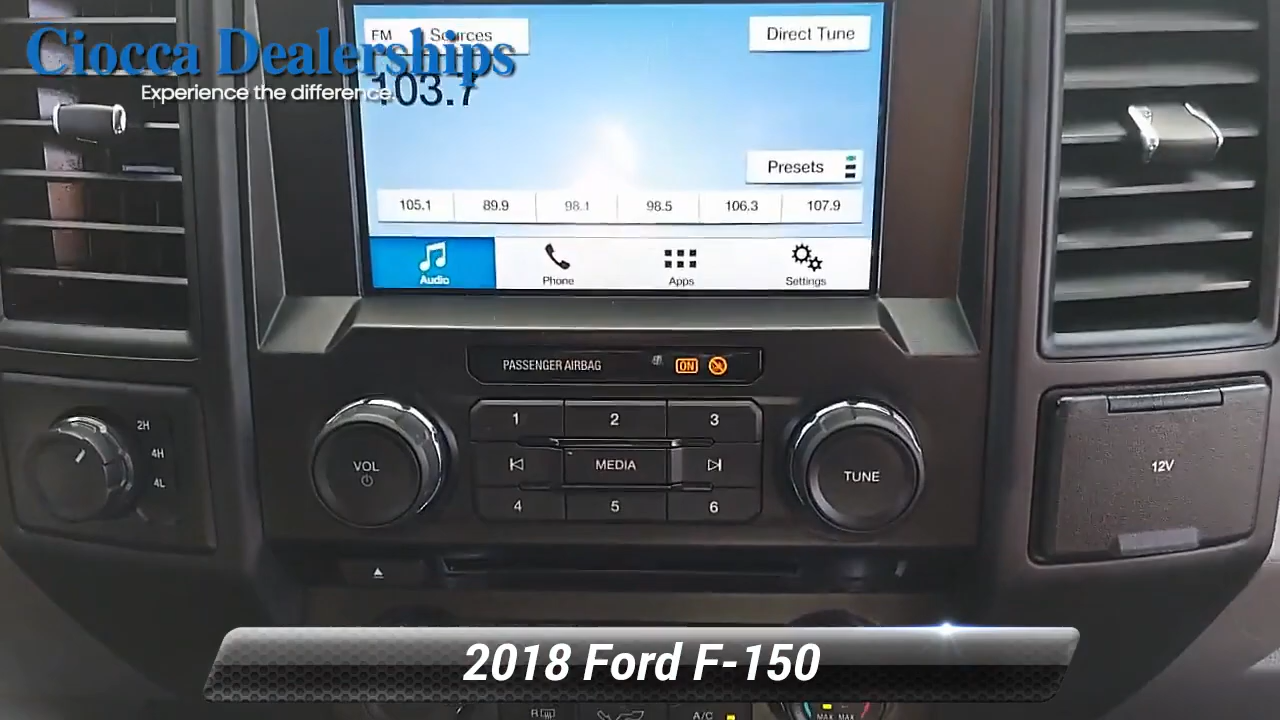 Ciocca Dealerships
Experience the difference.
FM Sources
Direct Tune
103.7
Presets
105.1 89.9 98.1 98.5 106.3 107.9
Audio Phone Apps Settings
PASSENGER AIRBAG ON
1 2 3
VOL MEDIA TUNE
4 5 6
2H
4H
4L
12V
2018 Ford F-150
R A/C MAX MAX